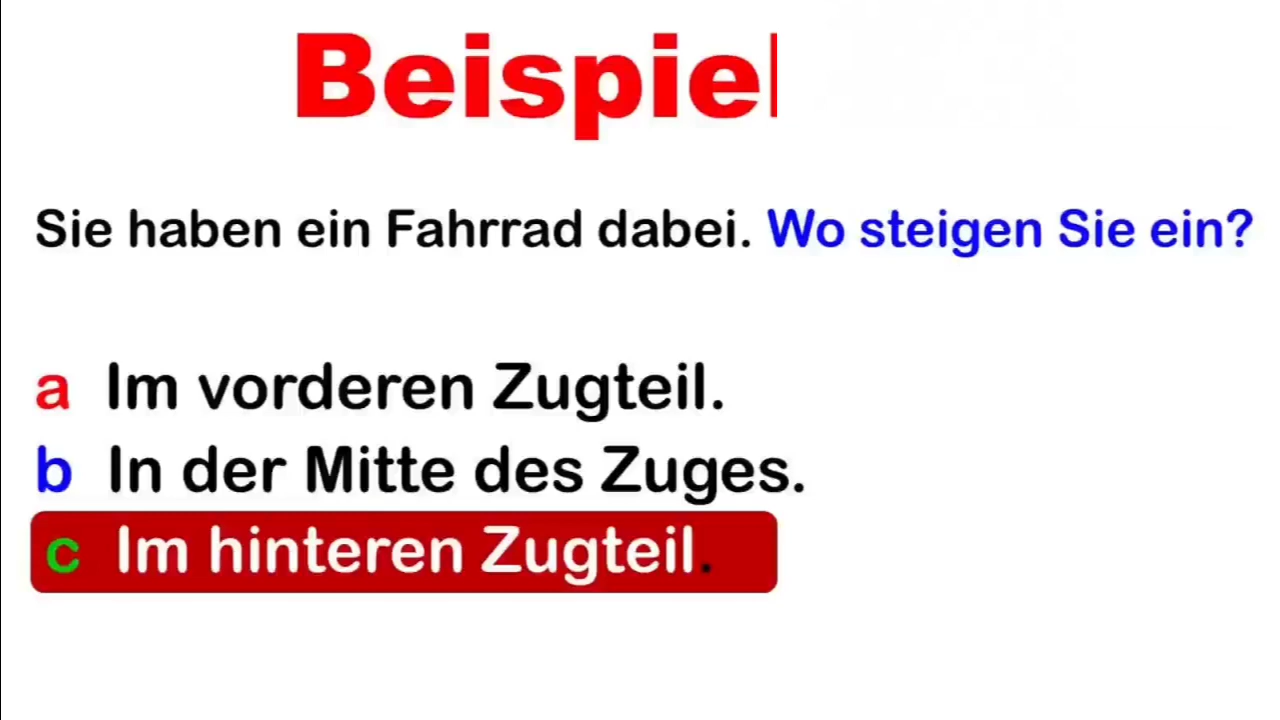 Beispiel
Sie haben ein Fahrrad dabei. Wo steigen Sie ein?
a Im vorderen Zugteil.
b In der Mitte des Zuges.
c Im hinteren Zugteil.